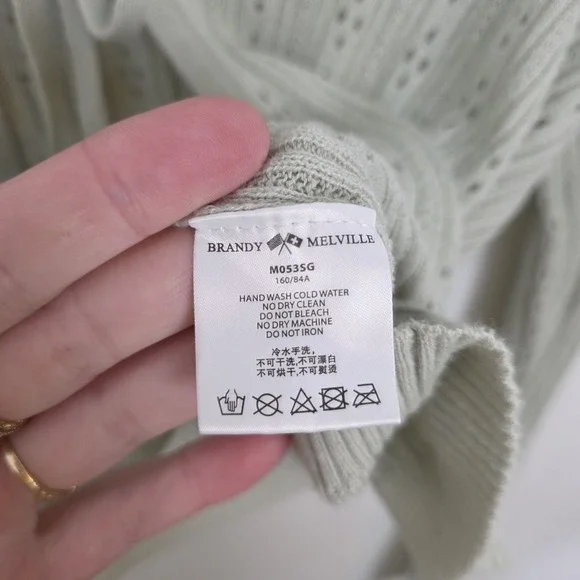 BRANDY MELVILLE
M053SG
160/84A
HAND WASH COLD WATER
NO DRY CLEAN
DO NOT BLEACH
NO DRY MACHINE
DO NOT IRON
冷水手洗，
不可干洗,不可漂白
不可烘干,不可熨烫